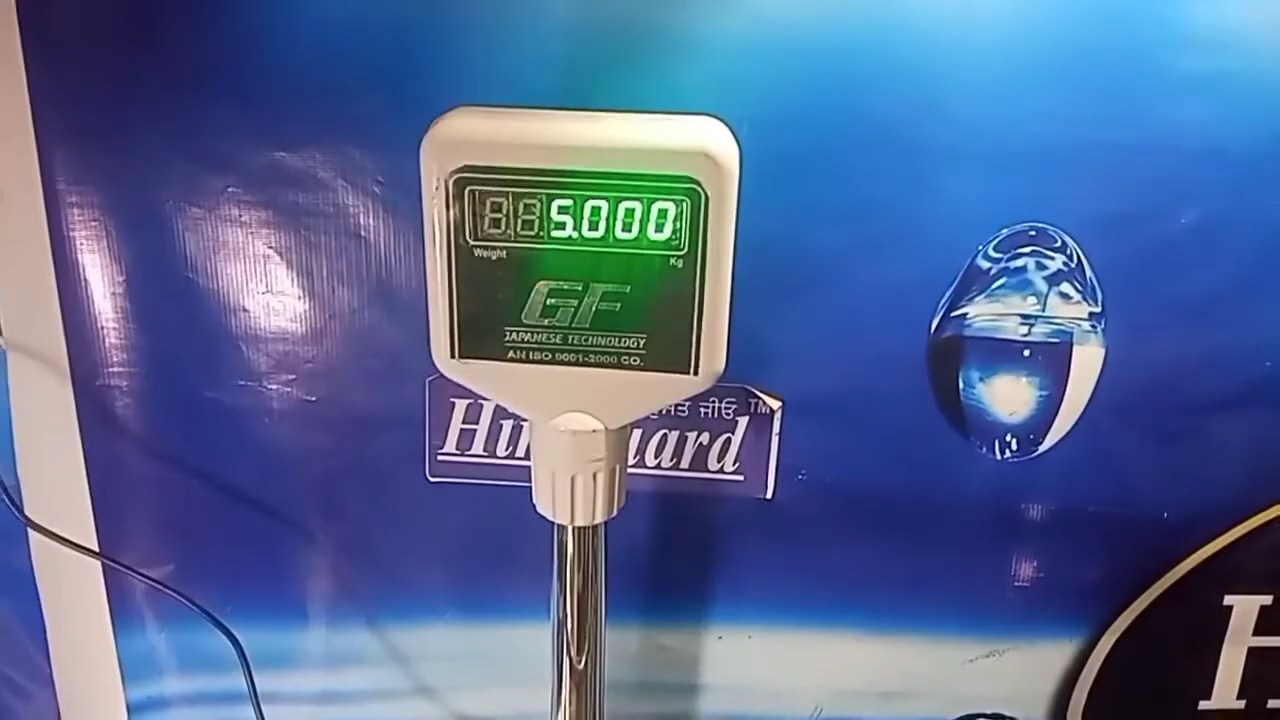 5.000
Weight Kg
GF
JAPANESE TECHNOLOGY
AN ISO 9001-2000 CO.
ਜੀਓ TM
H